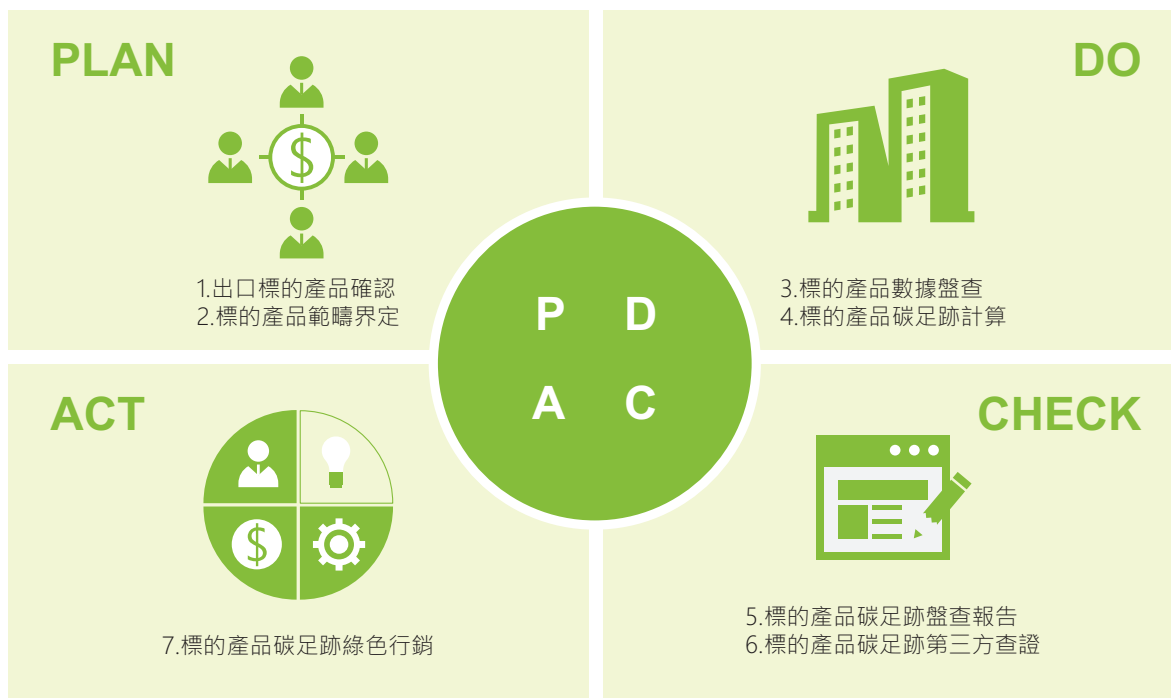 PLAN
1.出口標的產品確認
2.標的產品範疇界定
DO
3.標的產品數據盤查
4.標的產品碳足跡計算
P D
A C
ACT
7.標的產品碳足跡綠色行銷
CHECK
5.標的產品碳足跡盤查報告
6.標的產品碳足跡第三方查證
$
$